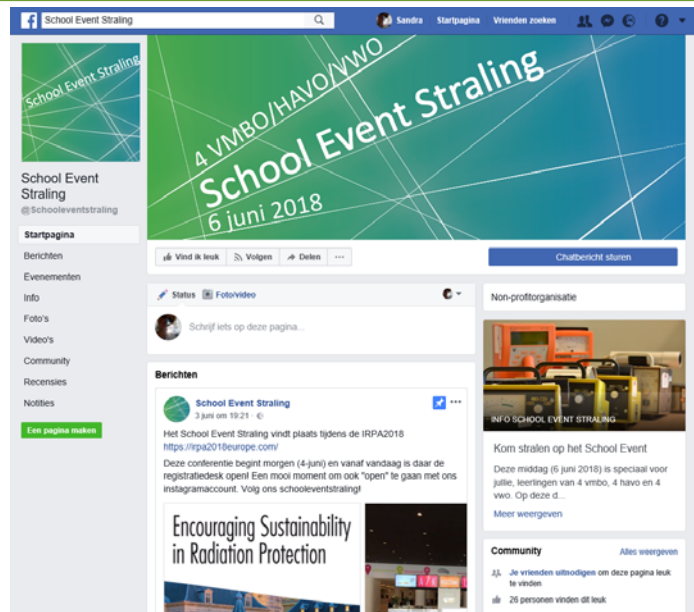 School Event Straling
Sandra
Startpagina
Vrienden zoeken
School Event Straling
4 VMBO/HAVO/VWO
School Event Straling
6 juni 2018
School Event
Straling
@Schooleventstraling
Startpagina
Berichten
Evenementen
Info
Foto's
Video's
Community
Recensies
Notities
Een pagina maken
Vind ik leuk
Volgen
Delen
Chatbericht sturen
Status
Foto/video
Schrijf iets op deze pagina...
Berichten
School Event Straling
3 juni om 19:21
Het School Event Straling vindt plaats tijdens de IRPA2018
https://irpa2018europe.com/
Deze conferentie begint morgen (4-juni) en vanaf vandaag is daar de
registratiedesk open! Een mooi moment om ook "open" te gaan met ons
instagramaccount. Volg ons schooleventstraling!
Encouraging Sustainability
in Radiation Protection
Non-profitorganisatie
INFO SCHOOL EVENT STRALING
Kom stralen op het School Event
Deze middag (6 juni 2018) is speciaal voor
jullie, leerlingen van 4 vmbo, 4 havo en 4
vwo. Op deze d...
Meer weergeven
Community
Alles weergeven
Je vrienden uitnodigen om deze pagina leuk
te vinden
26 personen vinden dit leuk